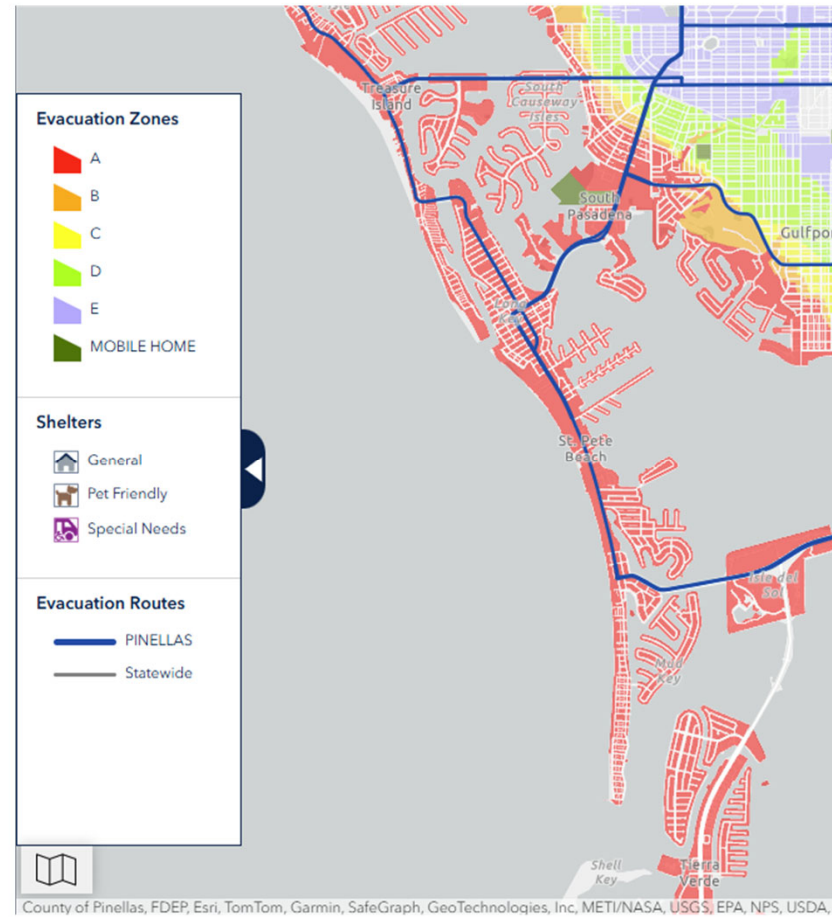 Treasure
Island
South
Causeway
Isles
South
Pasadena
Long
Key
St. Pete
Beach
Isle del
Sol
Mud
Key
Shell
Key
Tierra
Verde
Evacuation Zones
A
B
C
D
E
MOBILE HOME
Shelters
General
Pet Friendly
Special Needs
Evacuation Routes
PINELLAS
Statewide
County of Pinellas, FDEP, Esri, TomTom, Garmin, SafeGraph, GeoTechnologies, Inc, METI/NASA, USGS, EPA, NPS, USDA,